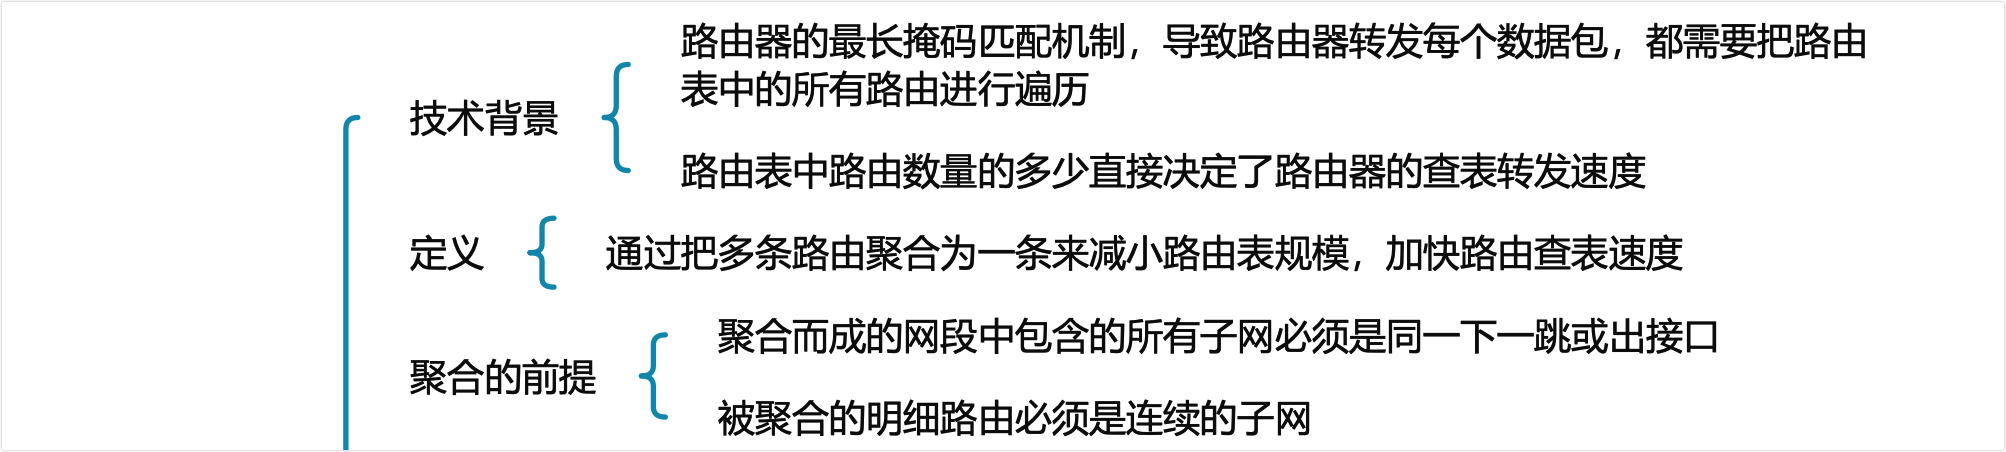 技术背景
路由器的最长掩码匹配机制，导致路由器转发每个数据包，都需要把路由
表中的所有路由进行遍历
路由表中路由数量的多少直接决定了路由器的查表转发速度
定义
通过把多条路由聚合为一条来减小路由表规模，加快路由查表速度
聚合的前提
聚合而成的网段中包含的所有子网必须是同一下一跳或出接口
被聚合的明细路由必须是连续的子网